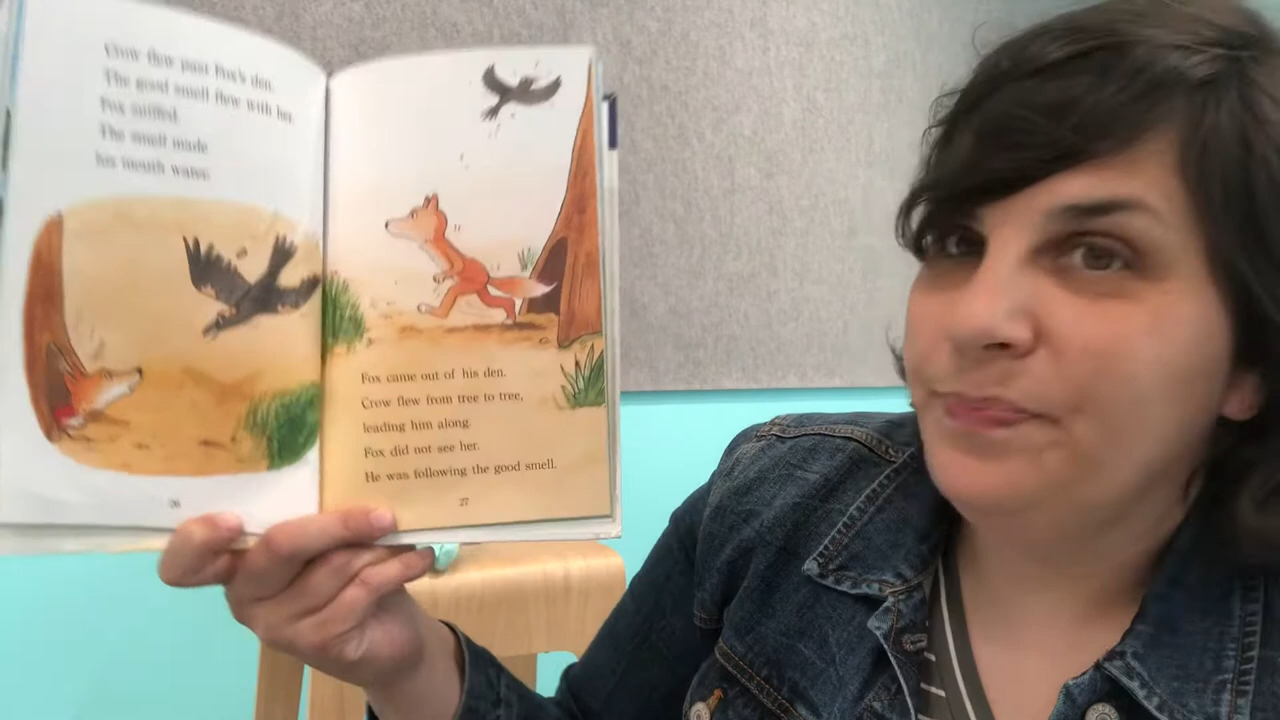 Crow flew past Fox's den.
The good smell flew with her.
Fox sniffed.
The smell made
his mouth water.
26
Fox came out of his den.
Crow flew from tree to tree,
leading him along.
Fox did not see her.
He was following the good smell.
27